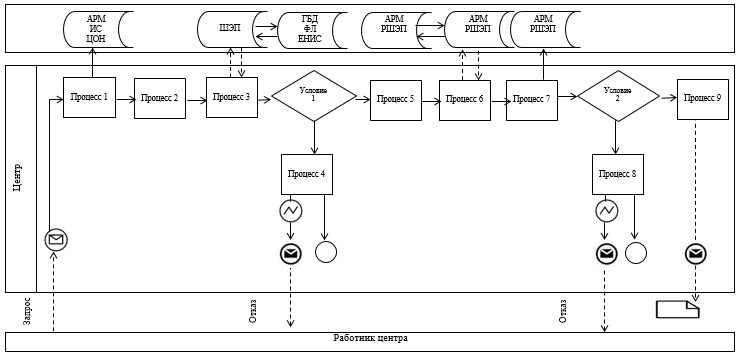 АРМ
ИС
ЦОН
ШЭП
ГБД
ФЛ
ЕНИС
АРМ
РШЭП
АРМ
РШЭП
АРМ
РШЭП
Центр
Процесс 1
Процесс 2
Процесс 3
Условие
1
Процесс 5
Процесс 6
Процесс 7
Условие
2
Процесс 9
Процесс 4
Процесс 8
Запрос
Отказ
Отказ
Работник центра